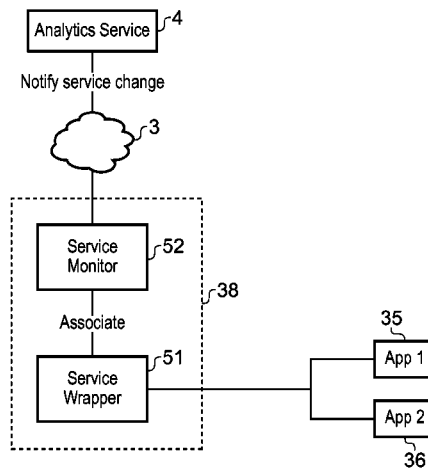 Analytics Service
4
Notify service change
3
Service
Monitor
52
38
Associate
51
Service
Wrapper
35
App 1
App 2
36